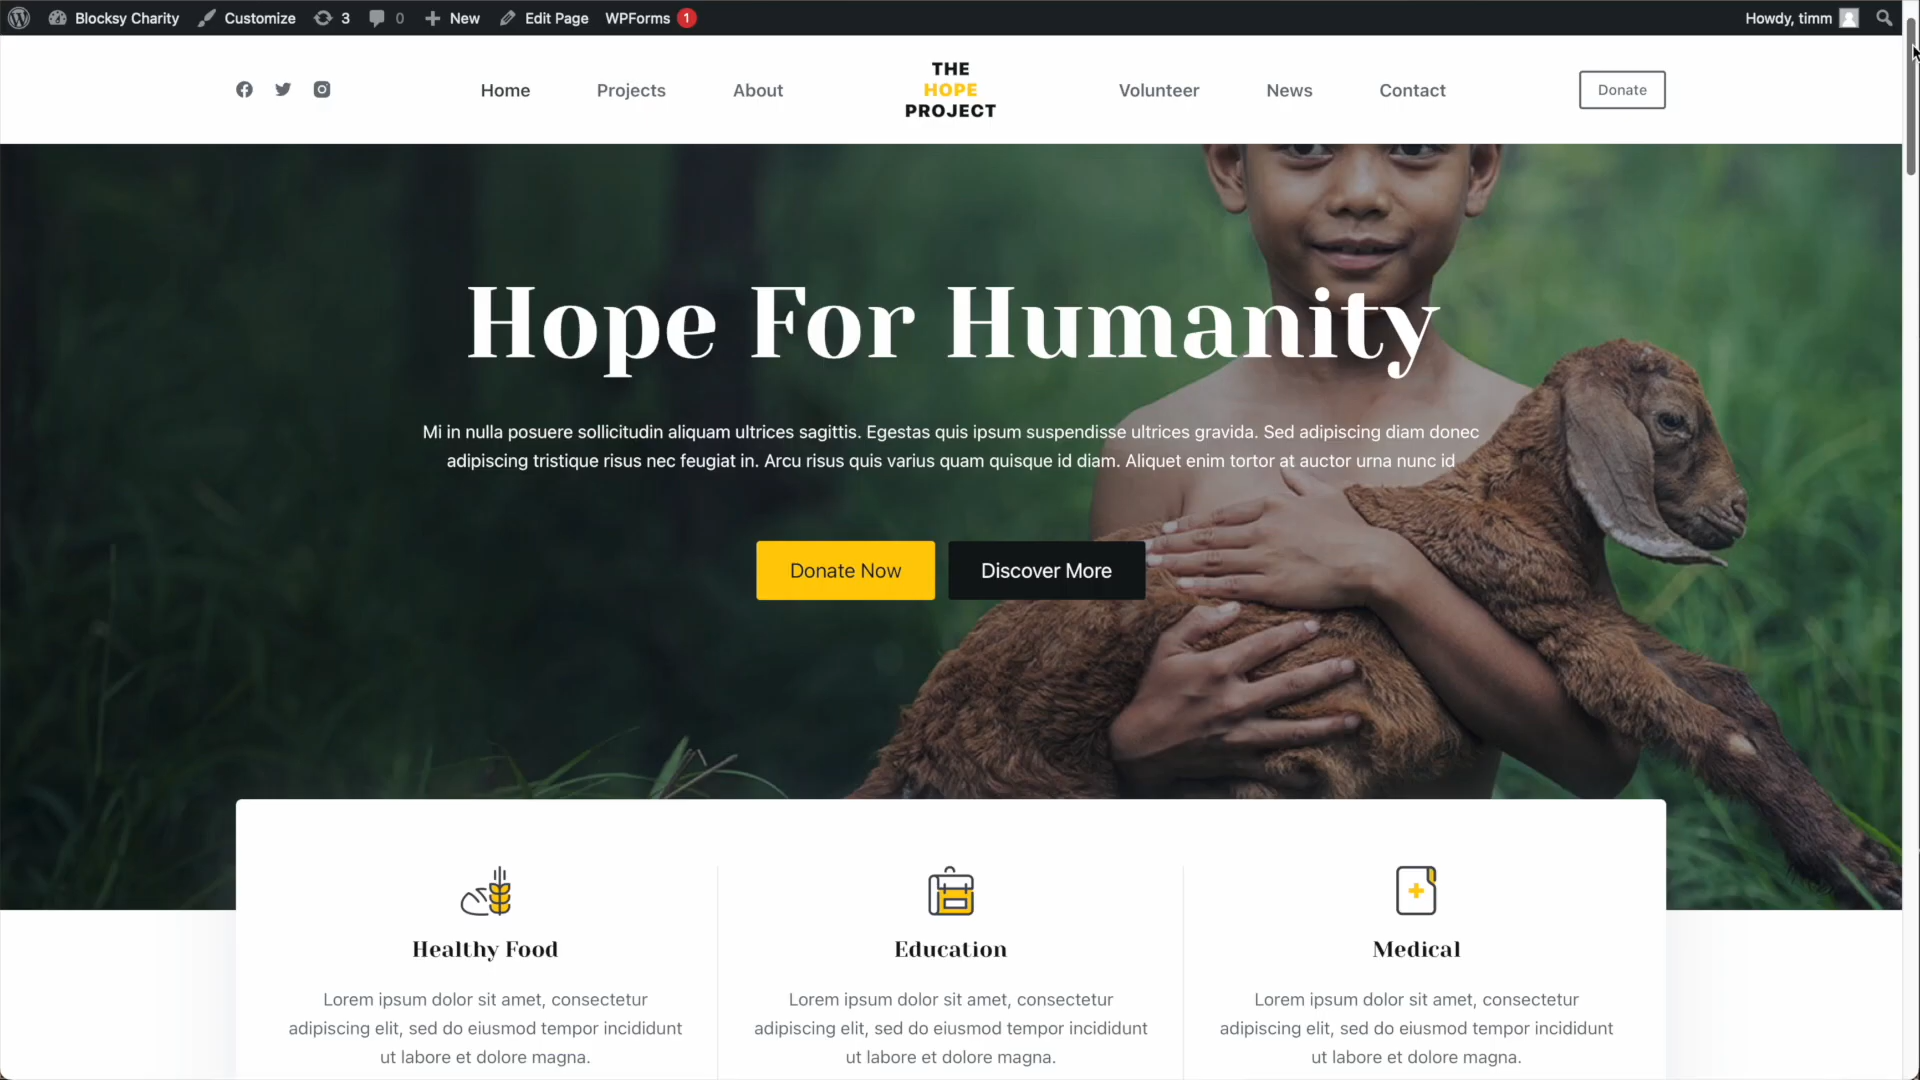 Blocksy Charity Customize 3 0 New Edit Page WPForms 1 Howdy, timm
Home Projects About
THE
HOPE
PROJECT
Volunteer News Contact Donate
Hope For Humanity
Mi in nulla posuere sollicitudin aliquam ultrices sagittis. Egestas quis ipsum suspendisse ultrices gravida. Sed adipiscing diam donec
adipiscing tristique risus nec feugiat in. Arcu risus quis varius quam quisque id diam. Aliquet enim tortor at auctor urna nunc id
Donate Now Discover More
Healthy Food
Lorem ipsum dolor sit amet, consectetur
adipiscing elit, sed do eiusmod tempor incididunt
ut labore et dolore magna.
Education
Lorem ipsum dolor sit amet, consectetur
adipiscing elit, sed do eiusmod tempor incididunt
ut labore et dolore magna.
Medical
Lorem ipsum dolor sit amet, consectetur
adipiscing elit, sed do eiusmod tempor incididunt
ut labore et dolore magna.